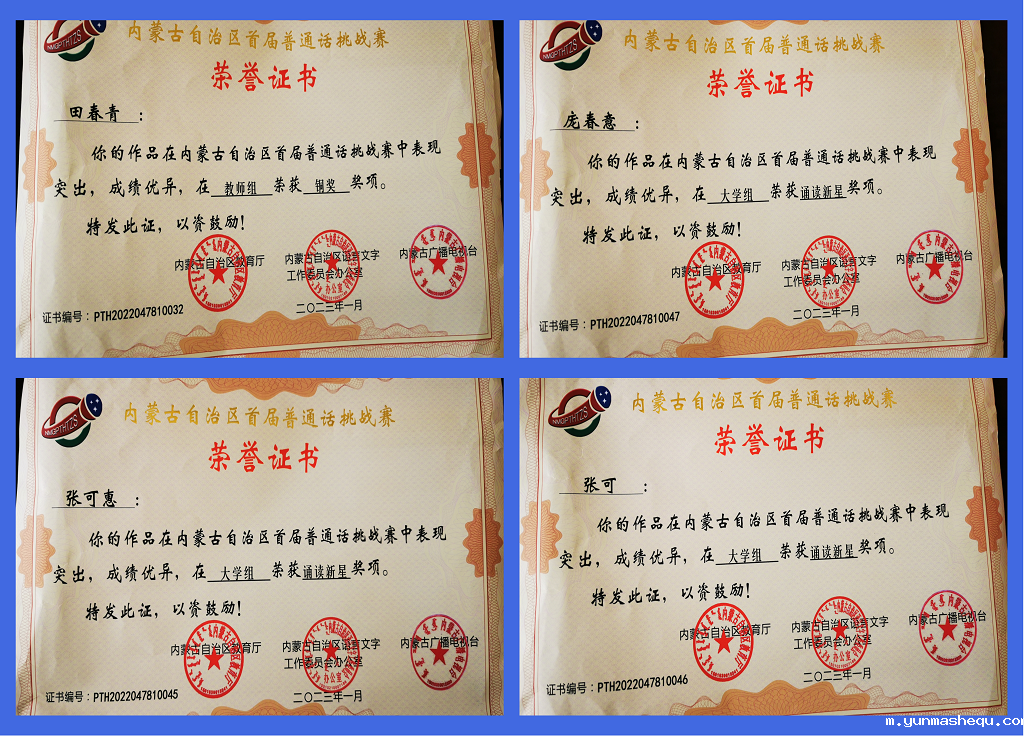 NMGPTHTZS
内蒙古自治区首届普通话挑战赛
荣誉证书
田春青：
你的作品在内蒙古自治区首届普通话挑战赛中表现
突出，成绩优异，在 教师组 荣获 铜奖 奖项。
特发此证，以资鼓励！
内蒙古自治区教育厅
内蒙古自治区语言文字
工作委员会办公室
内蒙古广播电视台
二〇二三年一月
证书编号：PTH2022047810032
NMGPTHTZS
内蒙古自治区首届普通话挑战赛
荣誉证书
庞春意：
你的作品在内蒙古自治区首届普通话挑战赛中表现
突出，成绩优异，在 大学组 荣获诵读新星奖项。
特发此证，以资鼓励！
内蒙古自治区教育厅
内蒙古自治区语言文字
工作委员会办公室
内蒙古广播电视台
二〇二三年一月
证书编号：PTH2022047810047
NMGPTHTZS
内蒙古自治区首届普通话挑战赛
荣誉证书
张可惠：
你的作品在内蒙古自治区首届普通话挑战赛中表现
突出，成绩优异，在 大学组 荣获诵读新星奖项。
特发此证，以资鼓励！
内蒙古自治区教育厅
内蒙古自治区语言文字
工作委员会办公室
内蒙古广播电视台
二〇二三年一月
证书编号：PTH2022047810045
NMGPTHTZS
内蒙古自治区首届普通话挑战赛
荣誉证书
张可：
你的作品在内蒙古自治区首届普通话挑战赛中表现
突出，成绩优异，在 大学组 荣获诵读新星奖项。
特发此证，以资鼓励！
内蒙古自治区教育厅
内蒙古自治区语言文字
工作委员会办公室
内蒙古广播电视台
二〇二三年一月
证书编号：PTH2022047810046
m.yunmashequ.com